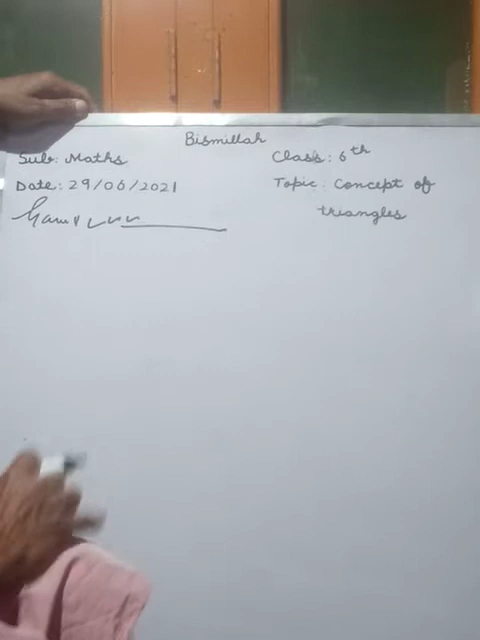 Bismillah
Sub: Maths
Class: 6th
Date: 29/06/2021
Topic: Concept of
triangles